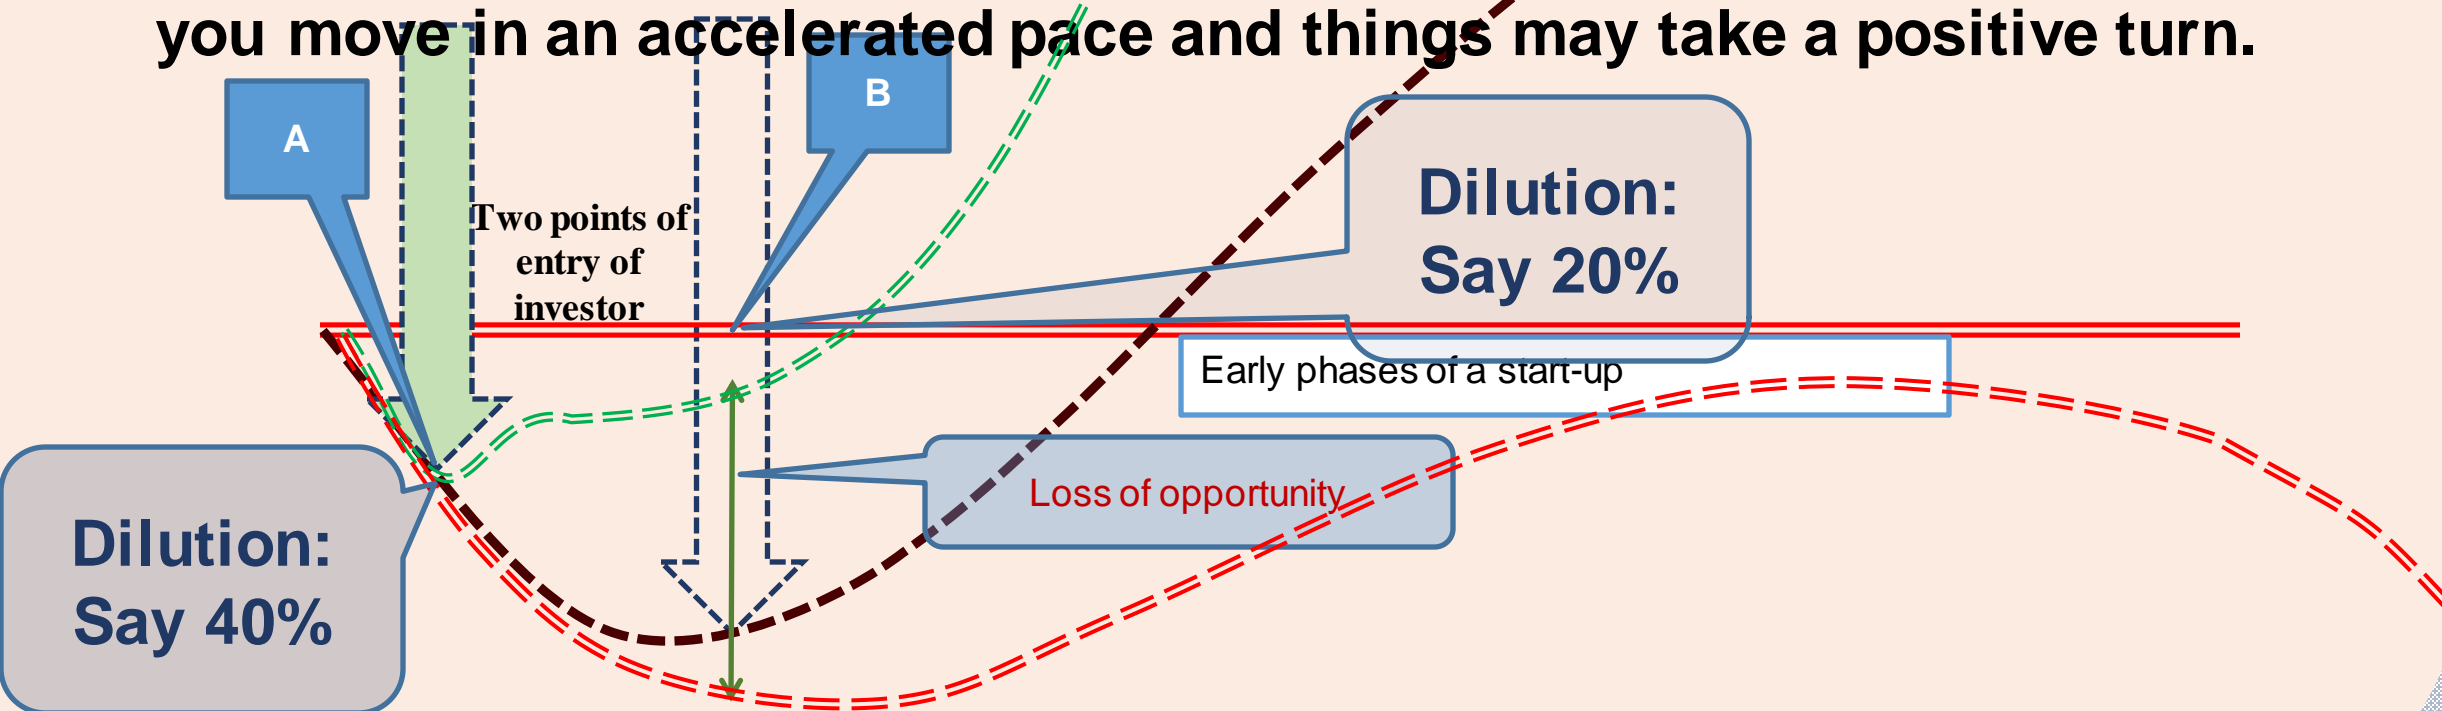 you move in an accelerated pace and things may take a positive turn.
A
B
Two points of
entry of
investor
Dilution:
Say 20%
Early phases of a start-up
Loss of opportunity
Dilution:
Say 40%